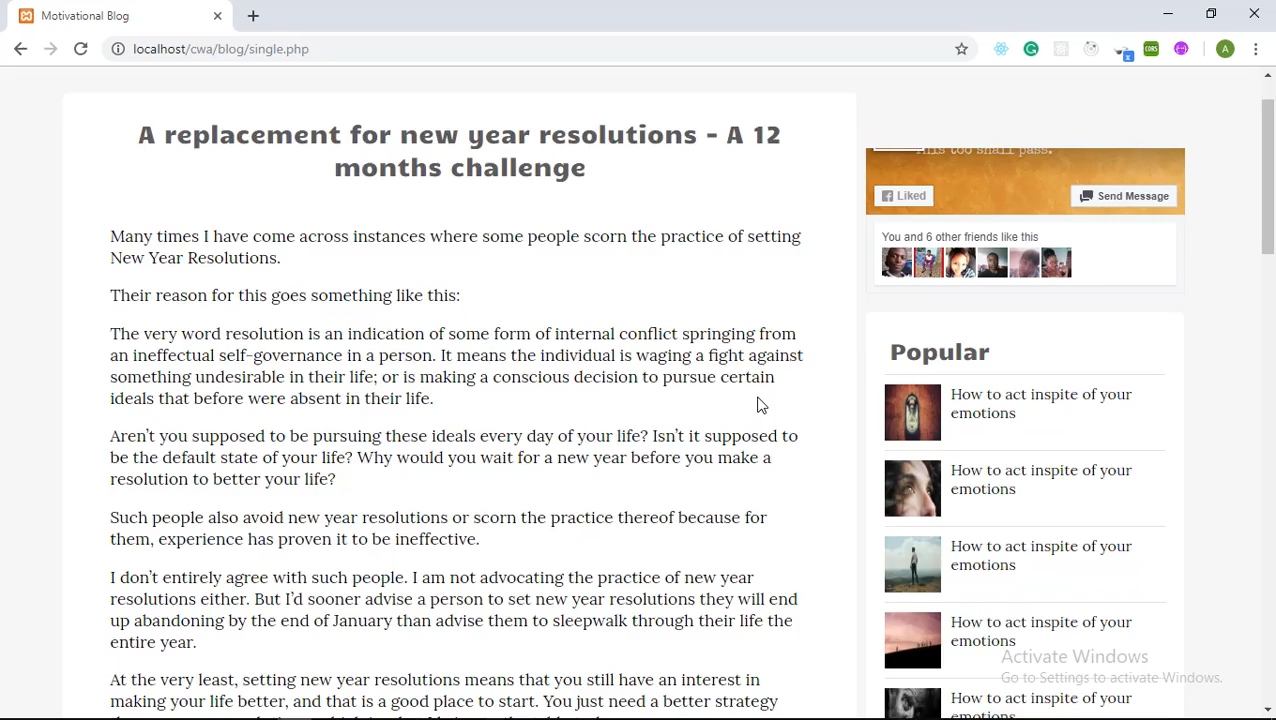 Motivational Blog
localhost/cwa/blog/single.php
CORS
x
A
A replacement for new year resolutions - A 12
months challenge
Many times I have come across instances where some people scorn the practice of setting
New Year Resolutions.
Their reason for this goes something like this:
The very word resolution is an indication of some form of internal conflict springing from
an ineffectual self-governance in a person. It means the individual is waging a fight against
something undesirable in their life; or is making a conscious decision to pursue certain
ideals that before were absent in their life.
Aren't you supposed to be pursuing these ideals every day of your life? Isn't it supposed to
be the default state of your life? Why would you wait for a new year before you make a
resolution to better your life?
Such people also avoid new year resolutions or scorn the practice thereof because for
them, experience has proven it to be ineffective.
I don't entirely agree with such people. I am not advocating the practice of new year
resolutions either. But I'd sooner advise a person to set new year resolutions they will end
up abandoning by the end of January than advise them to sleepwalk through their life the
entire year.
At the very least, setting new year resolutions means that you still have an interest in
making your life better, and that is a good place to start. You just need a better strategy
This too shall pass.
Liked
Send Message
You and 6 other friends like this
Popular
How to act inspite of your
emotions
How to act inspite of your
emotions
How to act inspite of your
emotions
How to act inspite of your
emotions
How to act inspite of your
emotions
Activate Windows
Go to Settings to activate Windows.